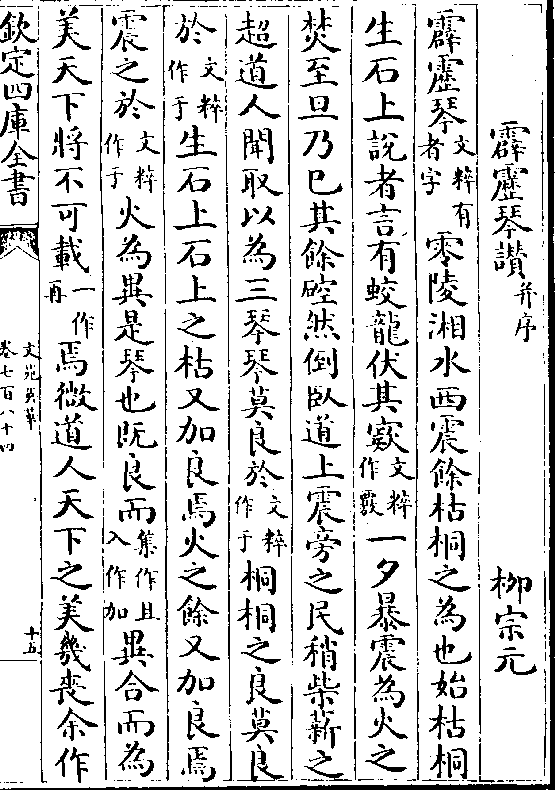 霹靂琴讃并序　柳宗元
霹靂琴文粹有者字零陵湘水西震餘枯桐之為也始枯桐
生石上說者言有蛟龍伏其窽文粹作藪一夕暴震為火之
焚至旦乃已其餘硿然倒臥道上震旁之民稍柴薪之
超道人聞取以為三琴琴莫良於文粹作于桐桐之良莫良
於文粹作于生石上石上之枯又加良焉火之餘又加良焉
震之於文粹作于火為異是琴也既良而集作且入作加異合而為
美天下將不可載一作再焉微道人天下之美幾喪余作
欽定四庫全書
文苑英華
卷七百八十四
十五